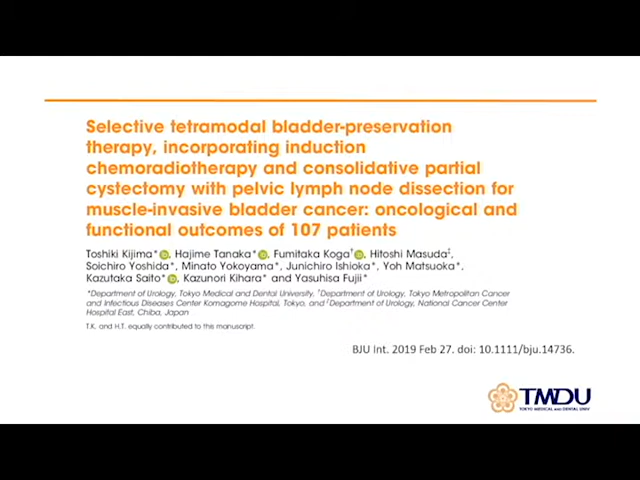 Selective tetramodal bladder-preservation
therapy, incorporating induction
chemoradiotherapy and consolidative partial
cystectomy with pelvic lymph node dissection for
muscle-invasive bladder cancer: oncological and
functional outcomes of 107 patients
Toshiki Kijima*, Hajime Tanaka*, Fumitaka Koga†, Hitoshi Masuda‡,
Soichiro Yoshida*, Minato Yokoyama*, Junichiro Ishioka*, Yoh Matsuoka*,
Kazutaka Saito*, Kazunori Kihara* and Yasuhisa Fujii*
*Department of Urology, Tokyo Medical and Dental University, †Department of Urology, Tokyo Metropolitan Cancer
and Infectious Diseases Center Komagome Hospital, Tokyo, and ‡Department of Urology, National Cancer Center
Hospital East, Chiba, Japan
T.K. and H.T. equally contributed to this manuscript.
BJU Int. 2019 Feb 27. doi: 10.1111/bju.14736.
TMDU
TOKYO MEDICAL AND DENTAL UNIV.